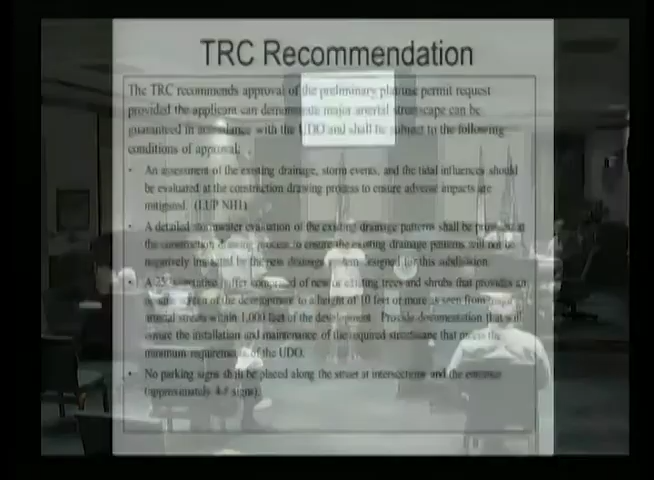 TRC Recommendation
The TRC recommends approval of the preliminary plat/use permit request
provided the applicant can demonstrate major arterial streetscape can be
guaranteed in accordance with the UDO and shall be subject to the following
conditions of approval:
• An assessment of the existing drainage, storm events, and the tidal influences should
be evaluated at the construction drawing process to ensure adverse impacts are
mitigated. (LUP NH1)
• A detailed stormwater evaluation of the existing drainage patterns shall be provided at
the construction drawing process to ensure the existing drainage patterns will not be
negatively impacted by the new drainage system designed for this subdivision.
• A 25' vegetative buffer comprised of new or existing trees and shrubs that provides an
screen of the development to a height of 10 feet or more as seen from major
arterial streets within 1,000 feet of the development. Provide documentation that will
ensure the installation and maintenance of the required streetscape that meets the
minimum requirements of the UDO.
• No parking signs shall be placed along the street at intersections and the entrance
(approximately 4-5 signs).